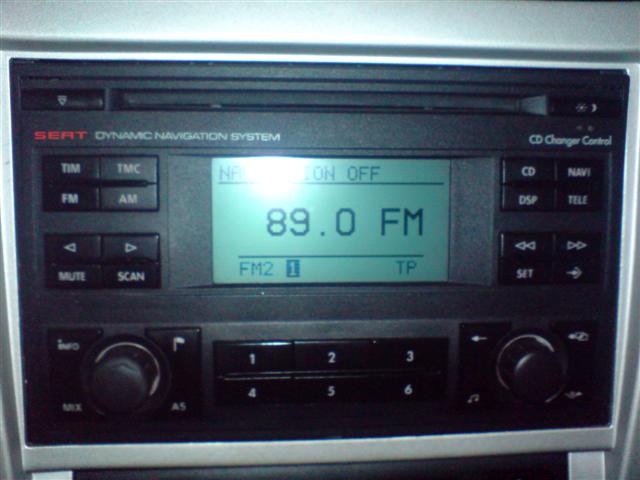 SEAT DYNAMIC NAVIGATION SYSTEM
CD Changer Control
TIM TMC
FM AM
MUTE SCAN
OFF
89.0 FM
FM2 1 TP
CD NAVI
DSP TELE
SET
INFO
MIX AS
1 2 3
4 5 6